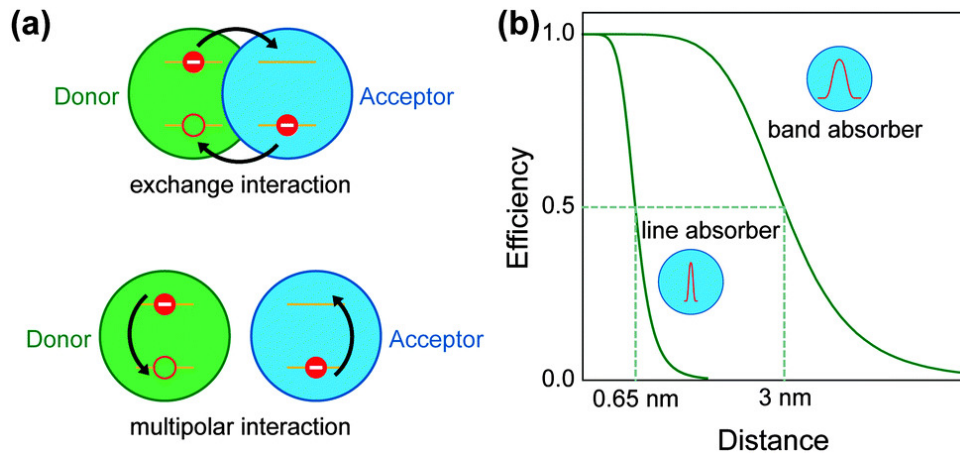 (a)
Donor
Acceptor
exchange interaction
Donor
Acceptor
multipolar interaction
(b)
1.0
0.5
0.0
Efficiency
band absorber
line absorber
0.65 nm
3 nm
Distance